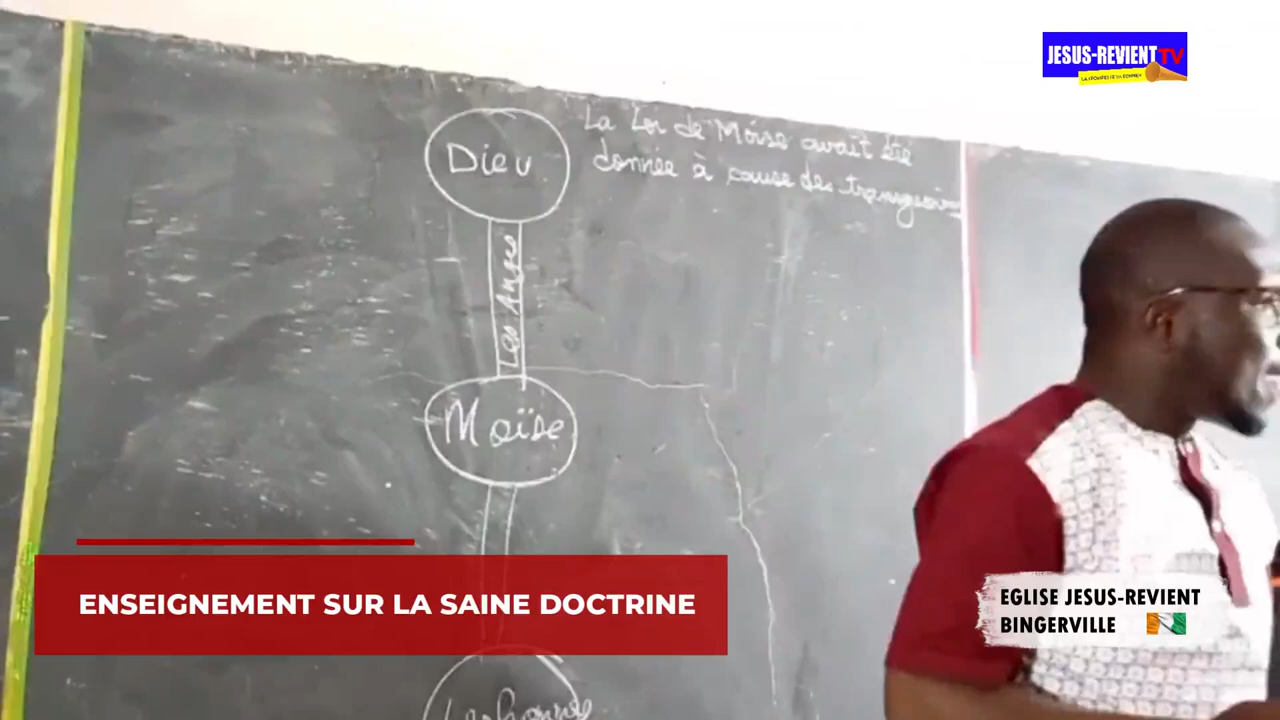 JESUS-REVIENT TV
La Loi de Moïse avait été
donnée à cause des
Dieu
Les Anges
Moïse
ENSEIGNEMENT SUR LA SAINE DOCTRINE
EGLISE JESUS-REVIENT
BINGERVILLE